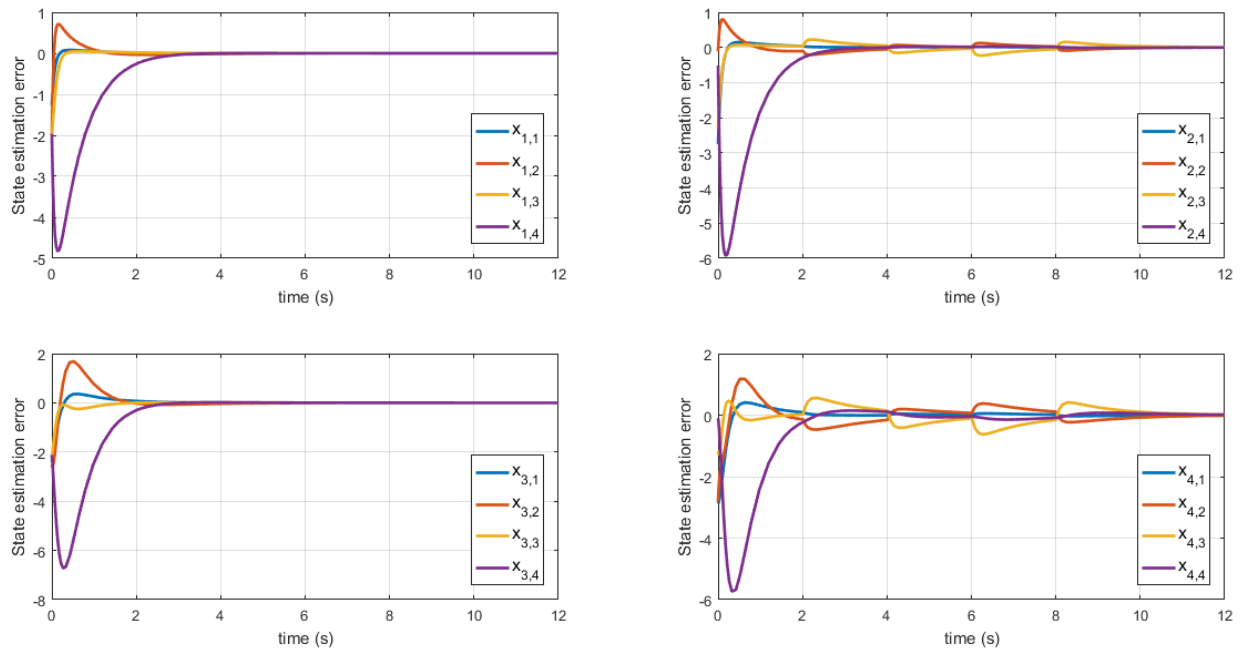 1
0
-1
-2
-3
-4
-5
State estimation error
0 2 4 6 8 10 12
time (s)
x1,1
x1,2
x1,3
x1,4
1
0
-1
-2
-3
-4
-5
-6
State estimation error
0 2 4 6 8 10 12
time (s)
x2,1
x2,2
x2,3
x2,4
2
0
-2
-4
-6
-8
State estimation error
0 2 4 6 8 10 12
time (s)
x3,1
x3,2
x3,3
x3,4
2
0
-2
-4
-6
State estimation error
0 2 4 6 8 10 12
time (s)
x4,1
x4,2
x4,3
x4,4